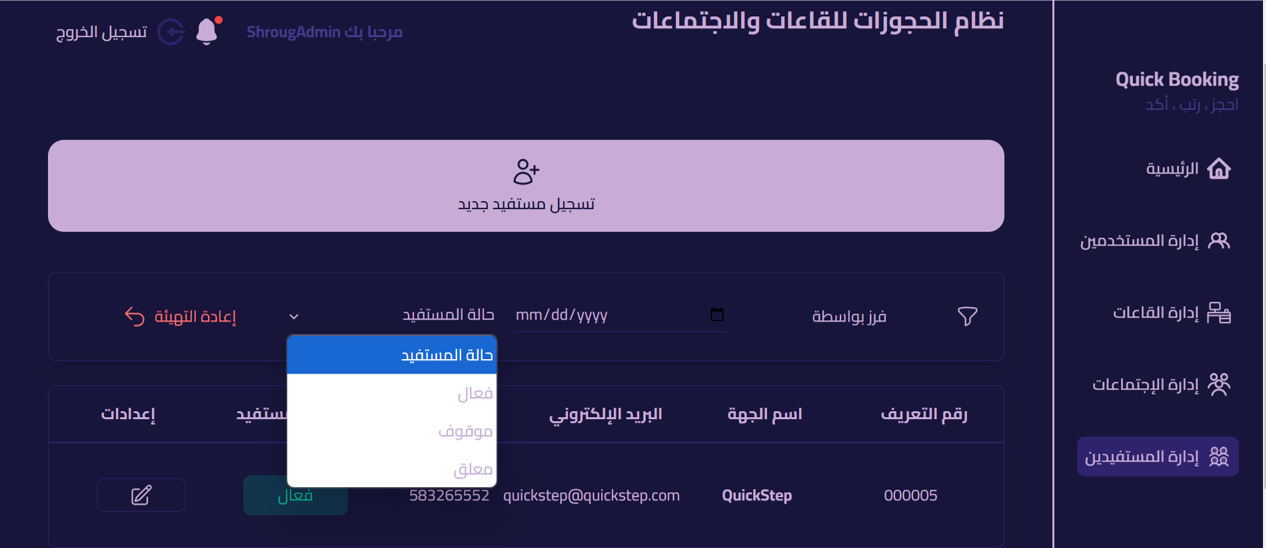 نظام الحجوزات للقاعات والاجتماعات
مرحبا بك ShrougAdmin
تسجيل الخروج
Quick Booking
احجز ، رتب ، أكد
الرئيسية
إدارة المستخدمين
إدارة القاعات
إدارة الإجتماعات
إدارة المستفيدين
تسجيل مستفيد جديد
فرز بواسطة
mm/dd/yyyy
حالة المستفيد
إعادة التهيئة
حالة المستفيد
فعال
موقوف
معلق
رقم التعريف
اسم الجهة
البريد الإلكتروني
إعدادات
000005
QuickStep
quickstep@quickstep.com
583265552
فعال